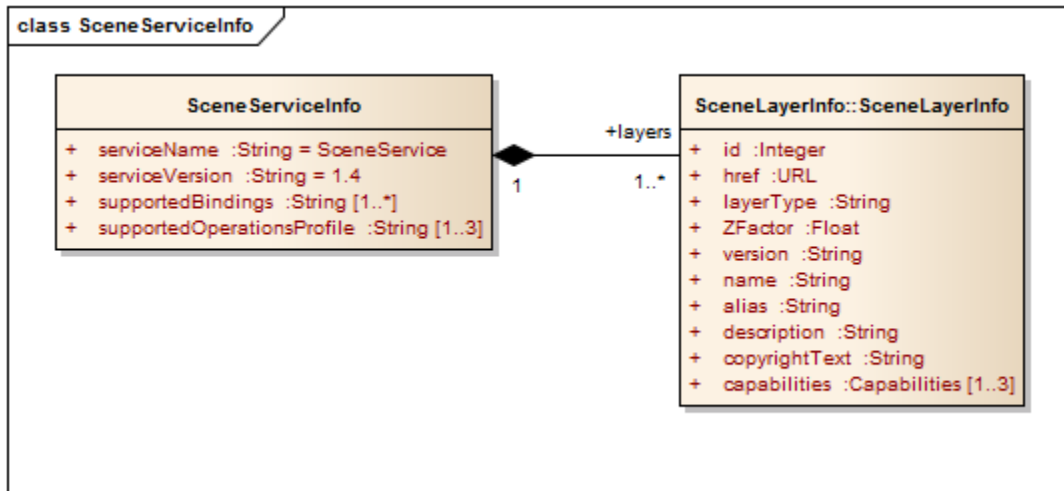 class SceneServiceInfo
SceneServiceInfo
+ serviceName :String = SceneService
+ serviceVersion :String = 1.4
+ supportedBindings :String [1..*]
+ supportedOperationsProfile :String [1..3]
+layers
1
1..*
SceneLayerInfo::SceneLayerInfo
+ id :Integer
+ href :URL
+ layerType :String
+ ZFactor :Float
+ version :String
+ name :String
+ alias :String
+ description :String
+ copyrightText :String
+ capabilities :Capabilities [1..3]